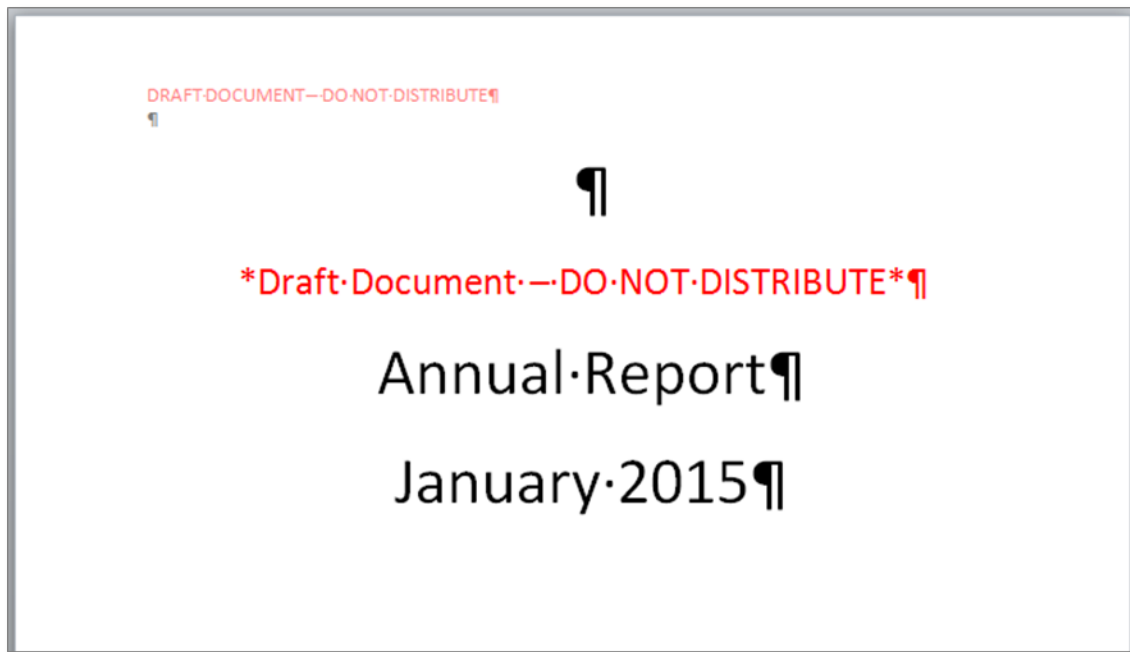 DRAFT·DOCUMENT–·DO·NOT·DISTRIBUTE¶
¶
¶
*Draft·Document·–·DO·NOT·DISTRIBUTE*¶
Annual·Report¶
January·2015¶